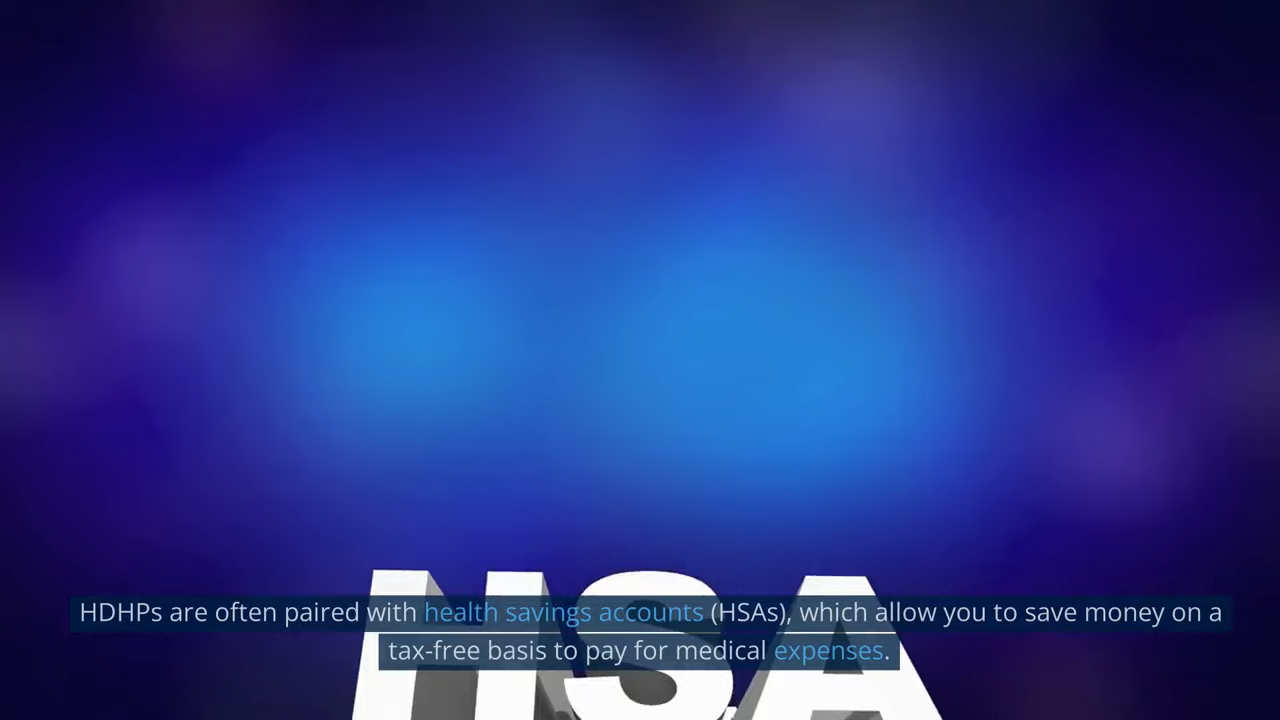 HDHPs are often paired with health savings accounts (HSAs), which allow you to save money on a
tax-free basis to pay for medical expenses.
HSA